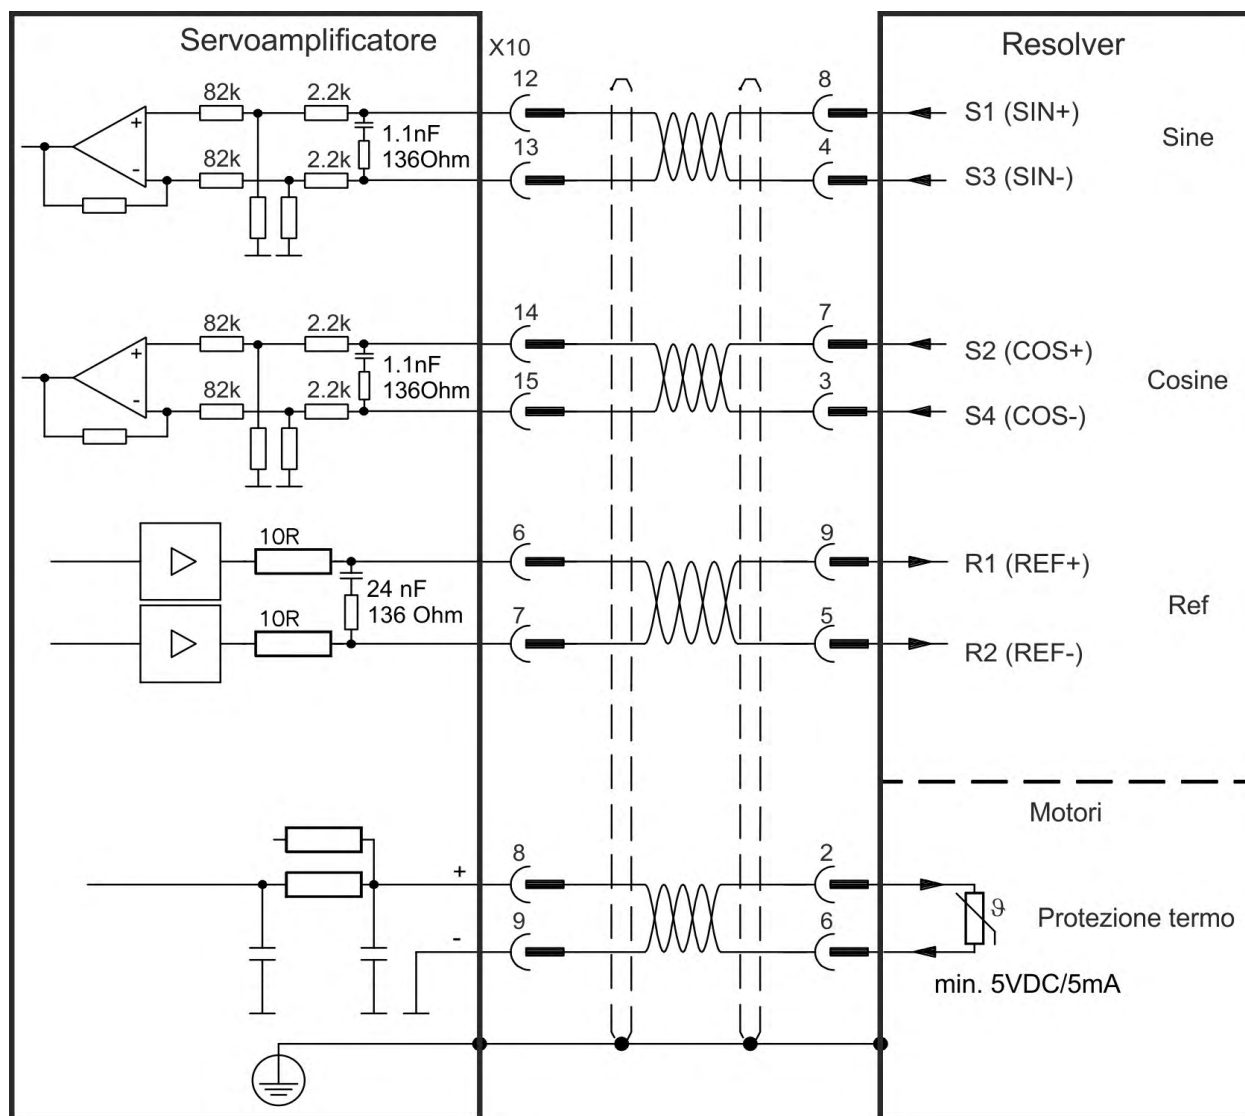 Servoamplificatore
X10
Resolver
82k
2.2k
12
8
+
1.1nF
136Ohm
S1 (SIN+)
Sine
82k
2.2k
13
4
-
S3 (SIN-)
82k
2.2k
14
7
+
1.1nF
136Ohm
S2 (COS+)
Cosine
82k
2.2k
15
3
-
S4 (COS-)
10R
6
9
R1 (REF+)
24 nF
136 Ohm
Ref
10R
7
5
R2 (REF-)
Motori
+
8
2
ϑ
Protezione termo
-
9
6
min. 5VDC/5mA